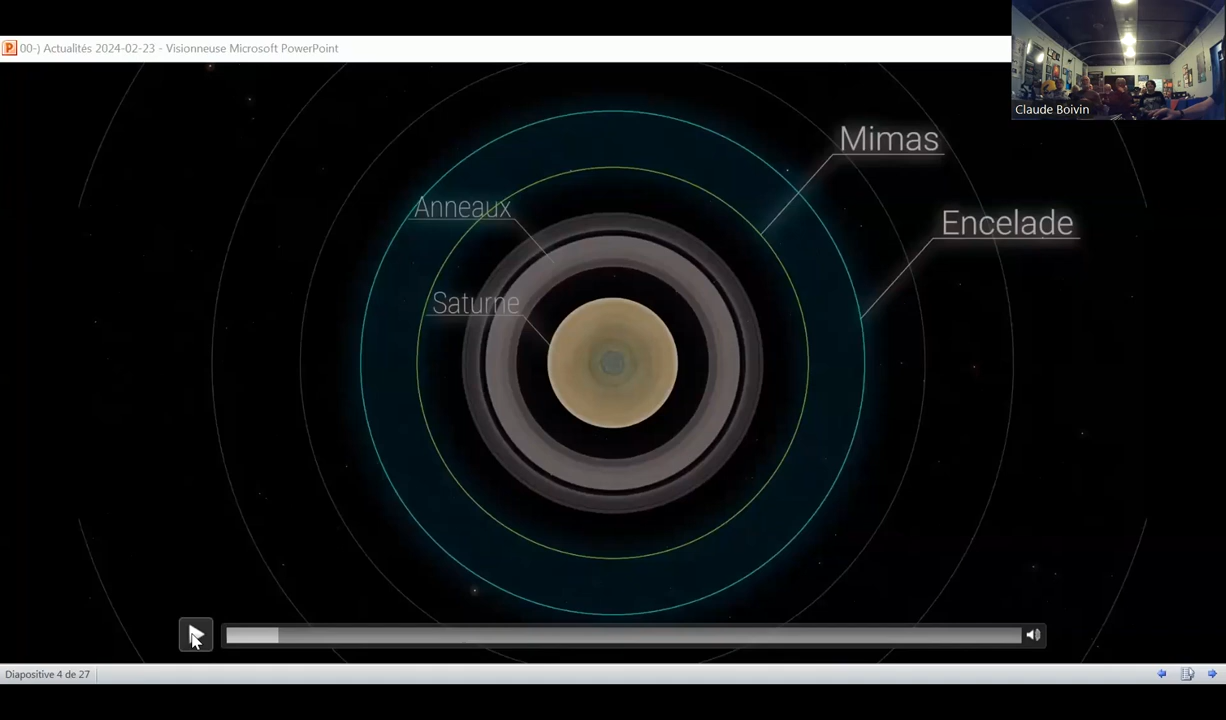 00-) Actualités 2024-02-23 - Visionneuse Microsoft PowerPoint
Claude Boivin
Mimas
Anneaux
Encelade
Saturne
Diapositive 4 de 27